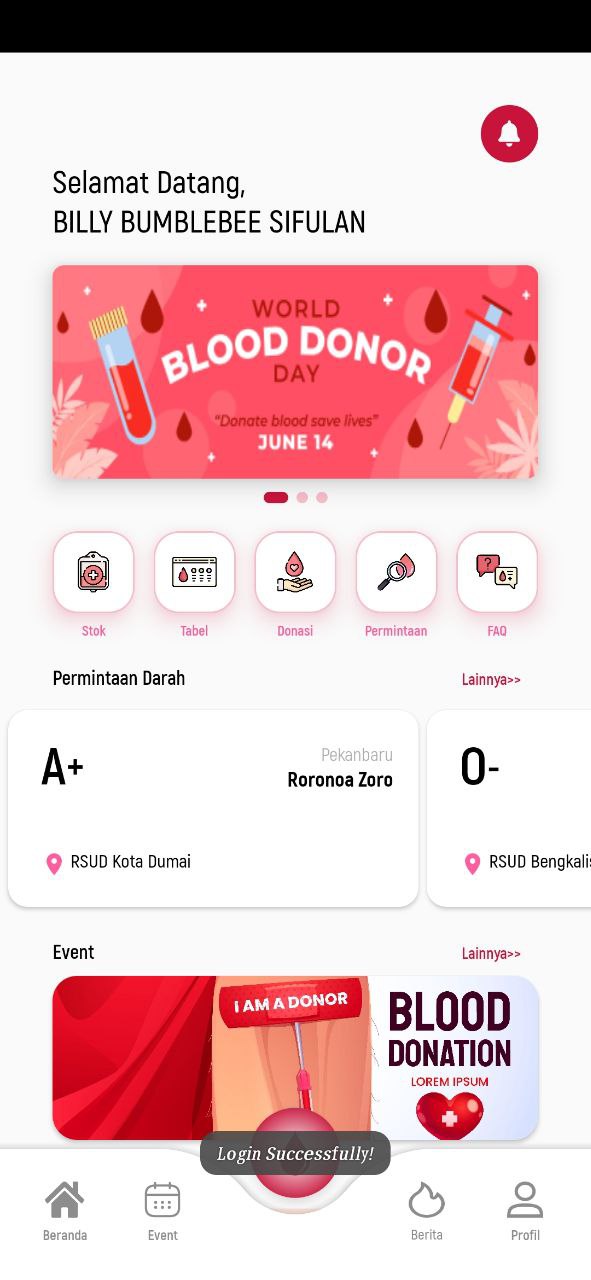 Selamat Datang,
BILLY BUMBLEBEE SIFULAN
WORLD
BLOOD DONOR
DAY
“Donate blood save lives”
JUNE 14
Stok
Tabel
Donasi
Permintaan
FAQ
Permintaan Darah
Lainnya>>
A+
Pekanbaru
Roronoa Zoro
RSUD Kota Dumai
O-
RSUD Bengkalis
Event
Lainnya>>
I AM A DONOR
BLOOD
DONATION
LOREM IPSUM
Login Successfully!
Beranda
Event
Berita
Profil